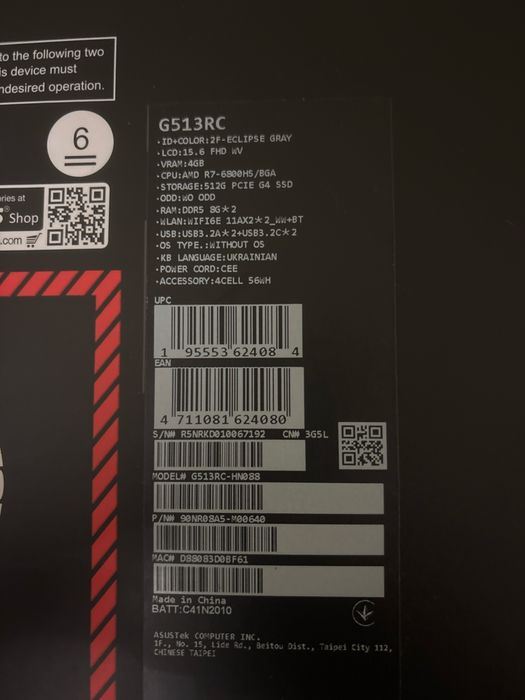 to the following two
is device must
ndesired operation.
6
ries at
S® Shop
.com
G513RC
·ID+COLOR:2F-ECLIPSE GRAY
·LCD:15.6 FHD WV
·VRAM:4GB
·CPU:AMD R7-6800HS/BGA
·STORAGE:512G PCIE G4 SSD
·ODD:WO ODD
·RAM:DDR5 8G*2
·WLAN:WIFI6E 11AX2*2_WW+BT
·USB:USB3.2A*2+USB3.2C*2
·OS TYPE.:WITHOUT OS
·KB LANGUAGE:UKRAINIAN
·POWER CORD:CEE
·ACCESSORY:4CELL 56WH
UPC
1 95553 62408 4
EAN
4 711081 624080
S/N# R5NRKD010067192 CN# 3G5L
MODEL# G513RC-HN088
P/N# 90NR08A5-M00640
MAC# D88083D0BF61
Made in China
BATT:C41N2010
ASUSTek COMPUTER INC.
1F., No. 15, Lide Rd., Beitou Dist., Taipei City 112,
CHINESE TAIPEI